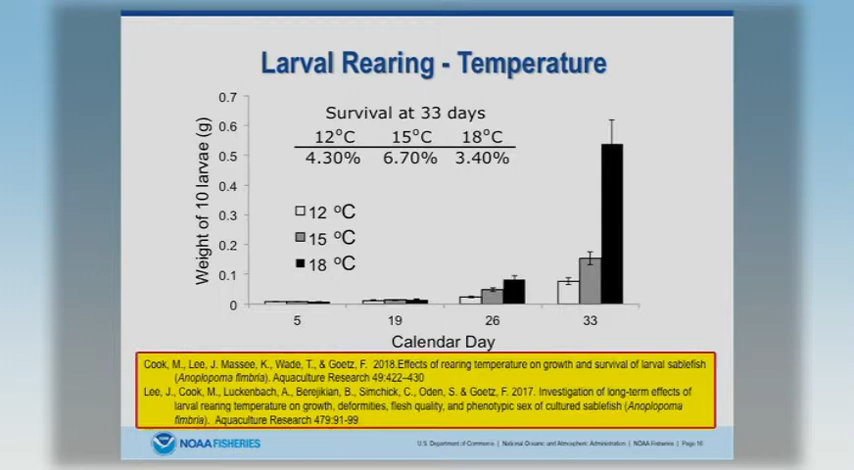 Larval Rearing - Temperature
0.7
0.6
0.5
0.4
0.3
0.2
0.1
0
Weight of 10 larvae (g)
Survival at 33 days
12°C 15°C 18°C
4.30% 6.70% 3.40%
12 °C
15 °C
18 °C
5 19 26 33
Calendar Day
Cook, M., Lee, J. Massee, K., Wade, T., & Goetz, F. 2018.Effects of rearing temperature on growth and survival of larval sablefish
(Anoplopoma fimbria). Aquaculture Research 49:422–430
Lee, J., Cook, M., Luckenbach, A., Berejikian, B., Simchick, C., Oden, S. & Goetz, F. 2017. Investigation of long-term effects of
larval rearing temperature on growth, deformities, flesh quality, and phenotypic sex of cultured sablefish (Anoplopoma
fimbria). Aquaculture Research 479:91-99
NOAA FISHERIES
U.S. Department of Commerce | National Oceanic and Atmospheric Administration | NOAA Fisheries | Page 16